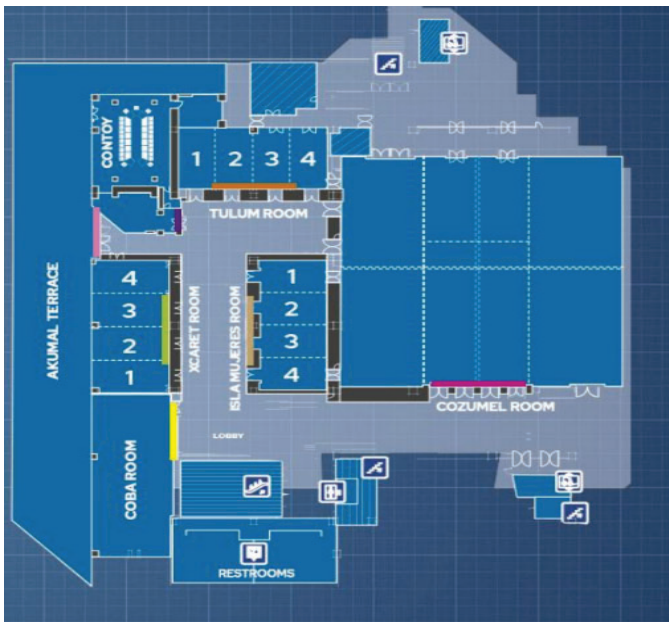 CONTOY
1 2 3 4
TULUM ROOM
AKUMAL TERRACE
4
3
2
1
XCARET ROOM
ISLA MUJERES ROOM
1
2
3
4
COZUMEL ROOM
COBA ROOM
LOBBY
RESTROOMS